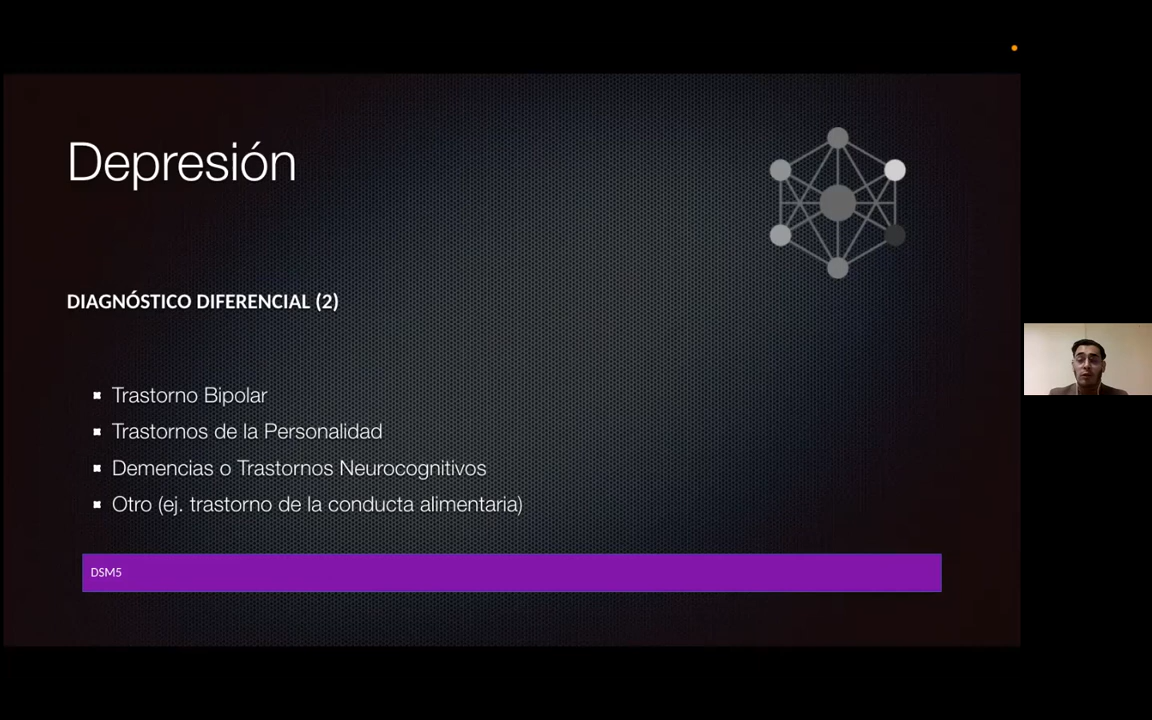 Depresión
DIAGNÓSTICO DIFERENCIAL (2)
Trastorno Bipolar
Trastornos de la Personalidad
Demencias o Trastornos Neurocognitivos
Otro (ej. trastorno de la conducta alimentaria)
DSM5